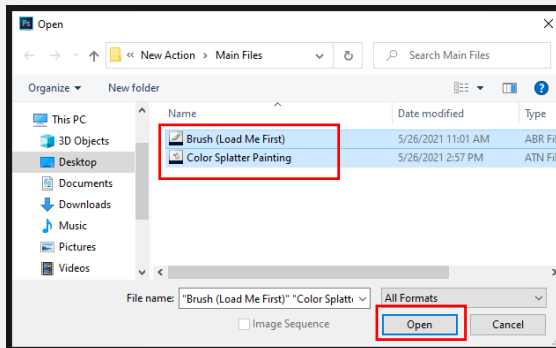 Ps Open
« New Action > Main Files
Search Main Files
Organize
New folder
?
Name
Date modified
Type
This PC
3D Objects
Desktop
Documents
Downloads
Music
Pictures
Videos
Brush (Load Me First)
5/26/2021 11:01 AM
ABR Fi
Color Splatter Painting
5/26/2021 2:57 PM
ATN Fi
File name:
"Brush (Load Me First)" "Color Splatt
All Formats
Image Sequence
Open
Cancel